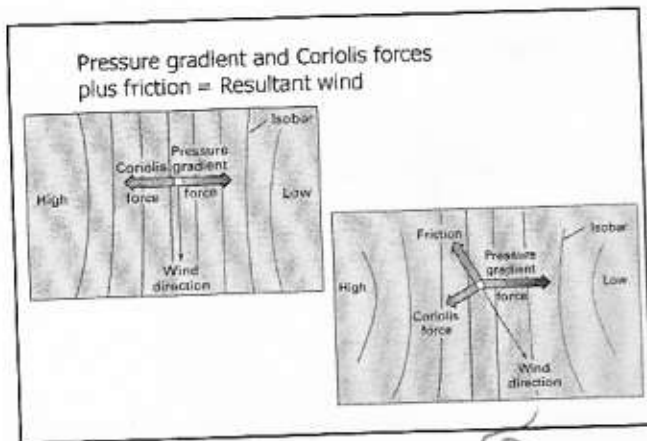 Pressure gradient and Coriolis forces
plus friction = Resultant wind
Isobar
Pressure
Coriolis gradient
High
force
force
Low
Wind
direction
Isobar
Friction
Pressure
gradient
High
force
Low
Coriolis
force
Wind
direction